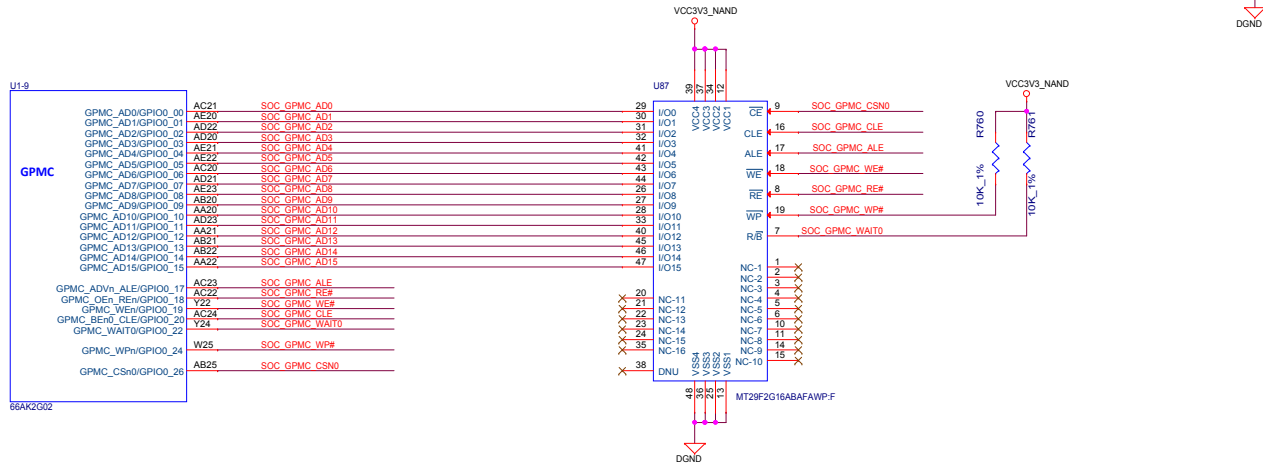 VCC3V3_NAND
DGND
U1-9
GPMC
GPMC_AD0/GPIO0_00 AC21 SOC_GPMC_AD0
GPMC_AD1/GPIO0_01 AE20 SOC_GPMC_AD1
GPMC_AD2/GPIO0_02 AD22 SOC_GPMC_AD2
GPMC_AD3/GPIO0_03 AD20 SOC_GPMC_AD3
GPMC_AD4/GPIO0_04 AE21 SOC_GPMC_AD4
GPMC_AD5/GPIO0_05 AE22 SOC_GPMC_AD5
GPMC_AD6/GPIO0_06 AC20 SOC_GPMC_AD6
GPMC_AD7/GPIO0_07 AD21 SOC_GPMC_AD7
GPMC_AD8/GPIO0_08 AE23 SOC_GPMC_AD8
GPMC_AD9/GPIO0_09 AB20 SOC_GPMC_AD9
GPMC_AD10/GPIO0_10 AA20 SOC_GPMC_AD10
GPMC_AD11/GPIO0_11 AD23 SOC_GPMC_AD11
GPMC_AD12/GPIO0_12 AA21 SOC_GPMC_AD12
GPMC_AD13/GPIO0_13 AB21 SOC_GPMC_AD13
GPMC_AD14/GPIO0_14 AB22 SOC_GPMC_AD14
GPMC_AD15/GPIO0_15 AA22 SOC_GPMC_AD15
GPMC_ADVn_ALE/GPIO0_17 AC23 SOC_GPMC_ALE
GPMC_OEn_REn/GPIO0_18 AC22 SOC_GPMC_RE#
GPMC_WEn/GPIO0_19 Y22 SOC_GPMC_WE#
GPMC_BEn0_CLE/GPIO0_20 AC24 SOC_GPMC_CLE
GPMC_WAIT0/GPIO0_22 Y24 SOC_GPMC_WAIT0
GPMC_WPn/GPIO0_24 W25 SOC_GPMC_WP#
GPMC_CSn0/GPIO0_26 AB25 SOC_GPMC_CSN0
66AK2G02
U87
39 37 34 12
VCC4 VCC3 VCC2 VCC1
29 I/O0
30 I/O1
31 I/O2
32 I/O3
41 I/O4
42 I/O5
43 I/O6
44 I/O7
26 I/O8
27 I/O9
28 I/O10
33 I/O11
40 I/O12
45 I/O13
46 I/O14
47 I/O15
20 NC-11
21 NC-12
22 NC-13
23 NC-14
24 NC-15
35 NC-16
38 DNU
CE 9 SOC_GPMC_CSN0
CLE 16 SOC_GPMC_CLE
ALE 17 SOC_GPMC_ALE
WE 18 SOC_GPMC_WE#
RE 8 SOC_GPMC_RE#
WP 19 SOC_GPMC_WP#
R/B 7 SOC_GPMC_WAIT0
NC-1 1
NC-2 2
NC-3 3
NC-4 4
NC-5 5
NC-6 6
NC-7 10
NC-8 11
NC-9 14
NC-10 15
VSS4 VSS3 VSS2 VSS1
48 36 25 13
MT29F2G16ABAFAWP:F
DGND
VCC3V3_NAND
R760
10K_1%
R761
10K_1%